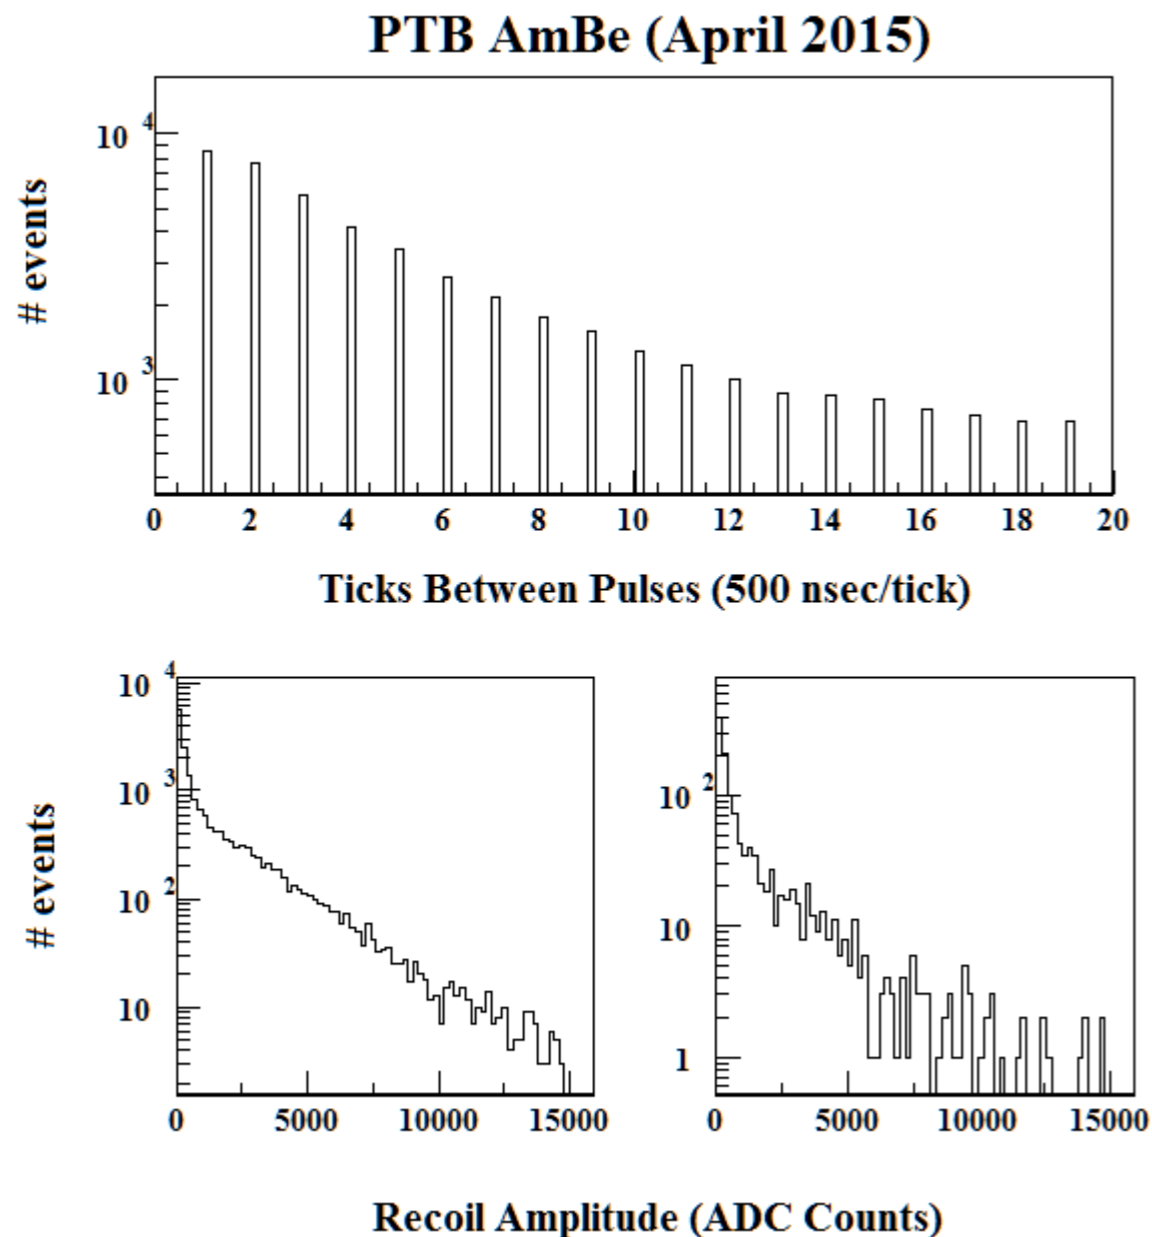 PTB AmBe (April 2015)
10 4
10 3
# events
0 2 4 6 8 10 12 14 16 18 20
Ticks Between Pulses (500 nsec/tick)
10 4
10 3
10 2
10
# events
0 5000 10000 15000
10 2
10
1
0 5000 10000 15000
Recoil Amplitude (ADC Counts)